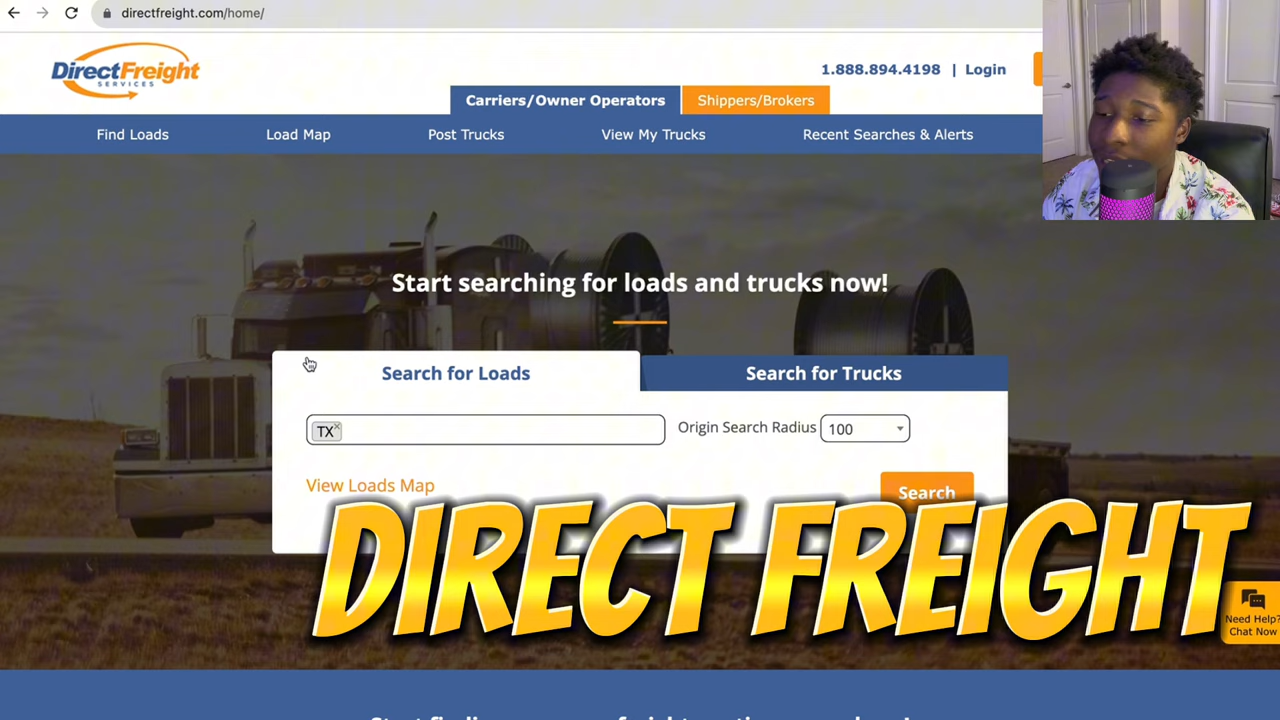 directfreight.com/home/
DirectFreight
SERVICES
1.888.894.4198 | Login
Carriers/Owner Operators
Shippers/Brokers
Find Loads
Load Map
Post Trucks
View My Trucks
Recent Searches & Alerts
Start searching for loads and trucks now!
Search for Loads
Search for Trucks
TX
Origin Search Radius
100
View Loads Map
Search
DIRECT FREIGHT
Need Help?
Chat Now